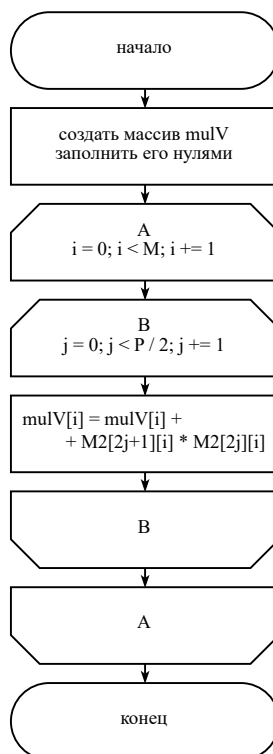 начало
создать массив mulV
заполнить его нулями
A
i = 0; i < M; i += 1
B
j = 0; j < P / 2; j += 1
mulV[i] = mulV[i] +
+ M2[2j+1][i] * M2[2j][i]
B
A
конец